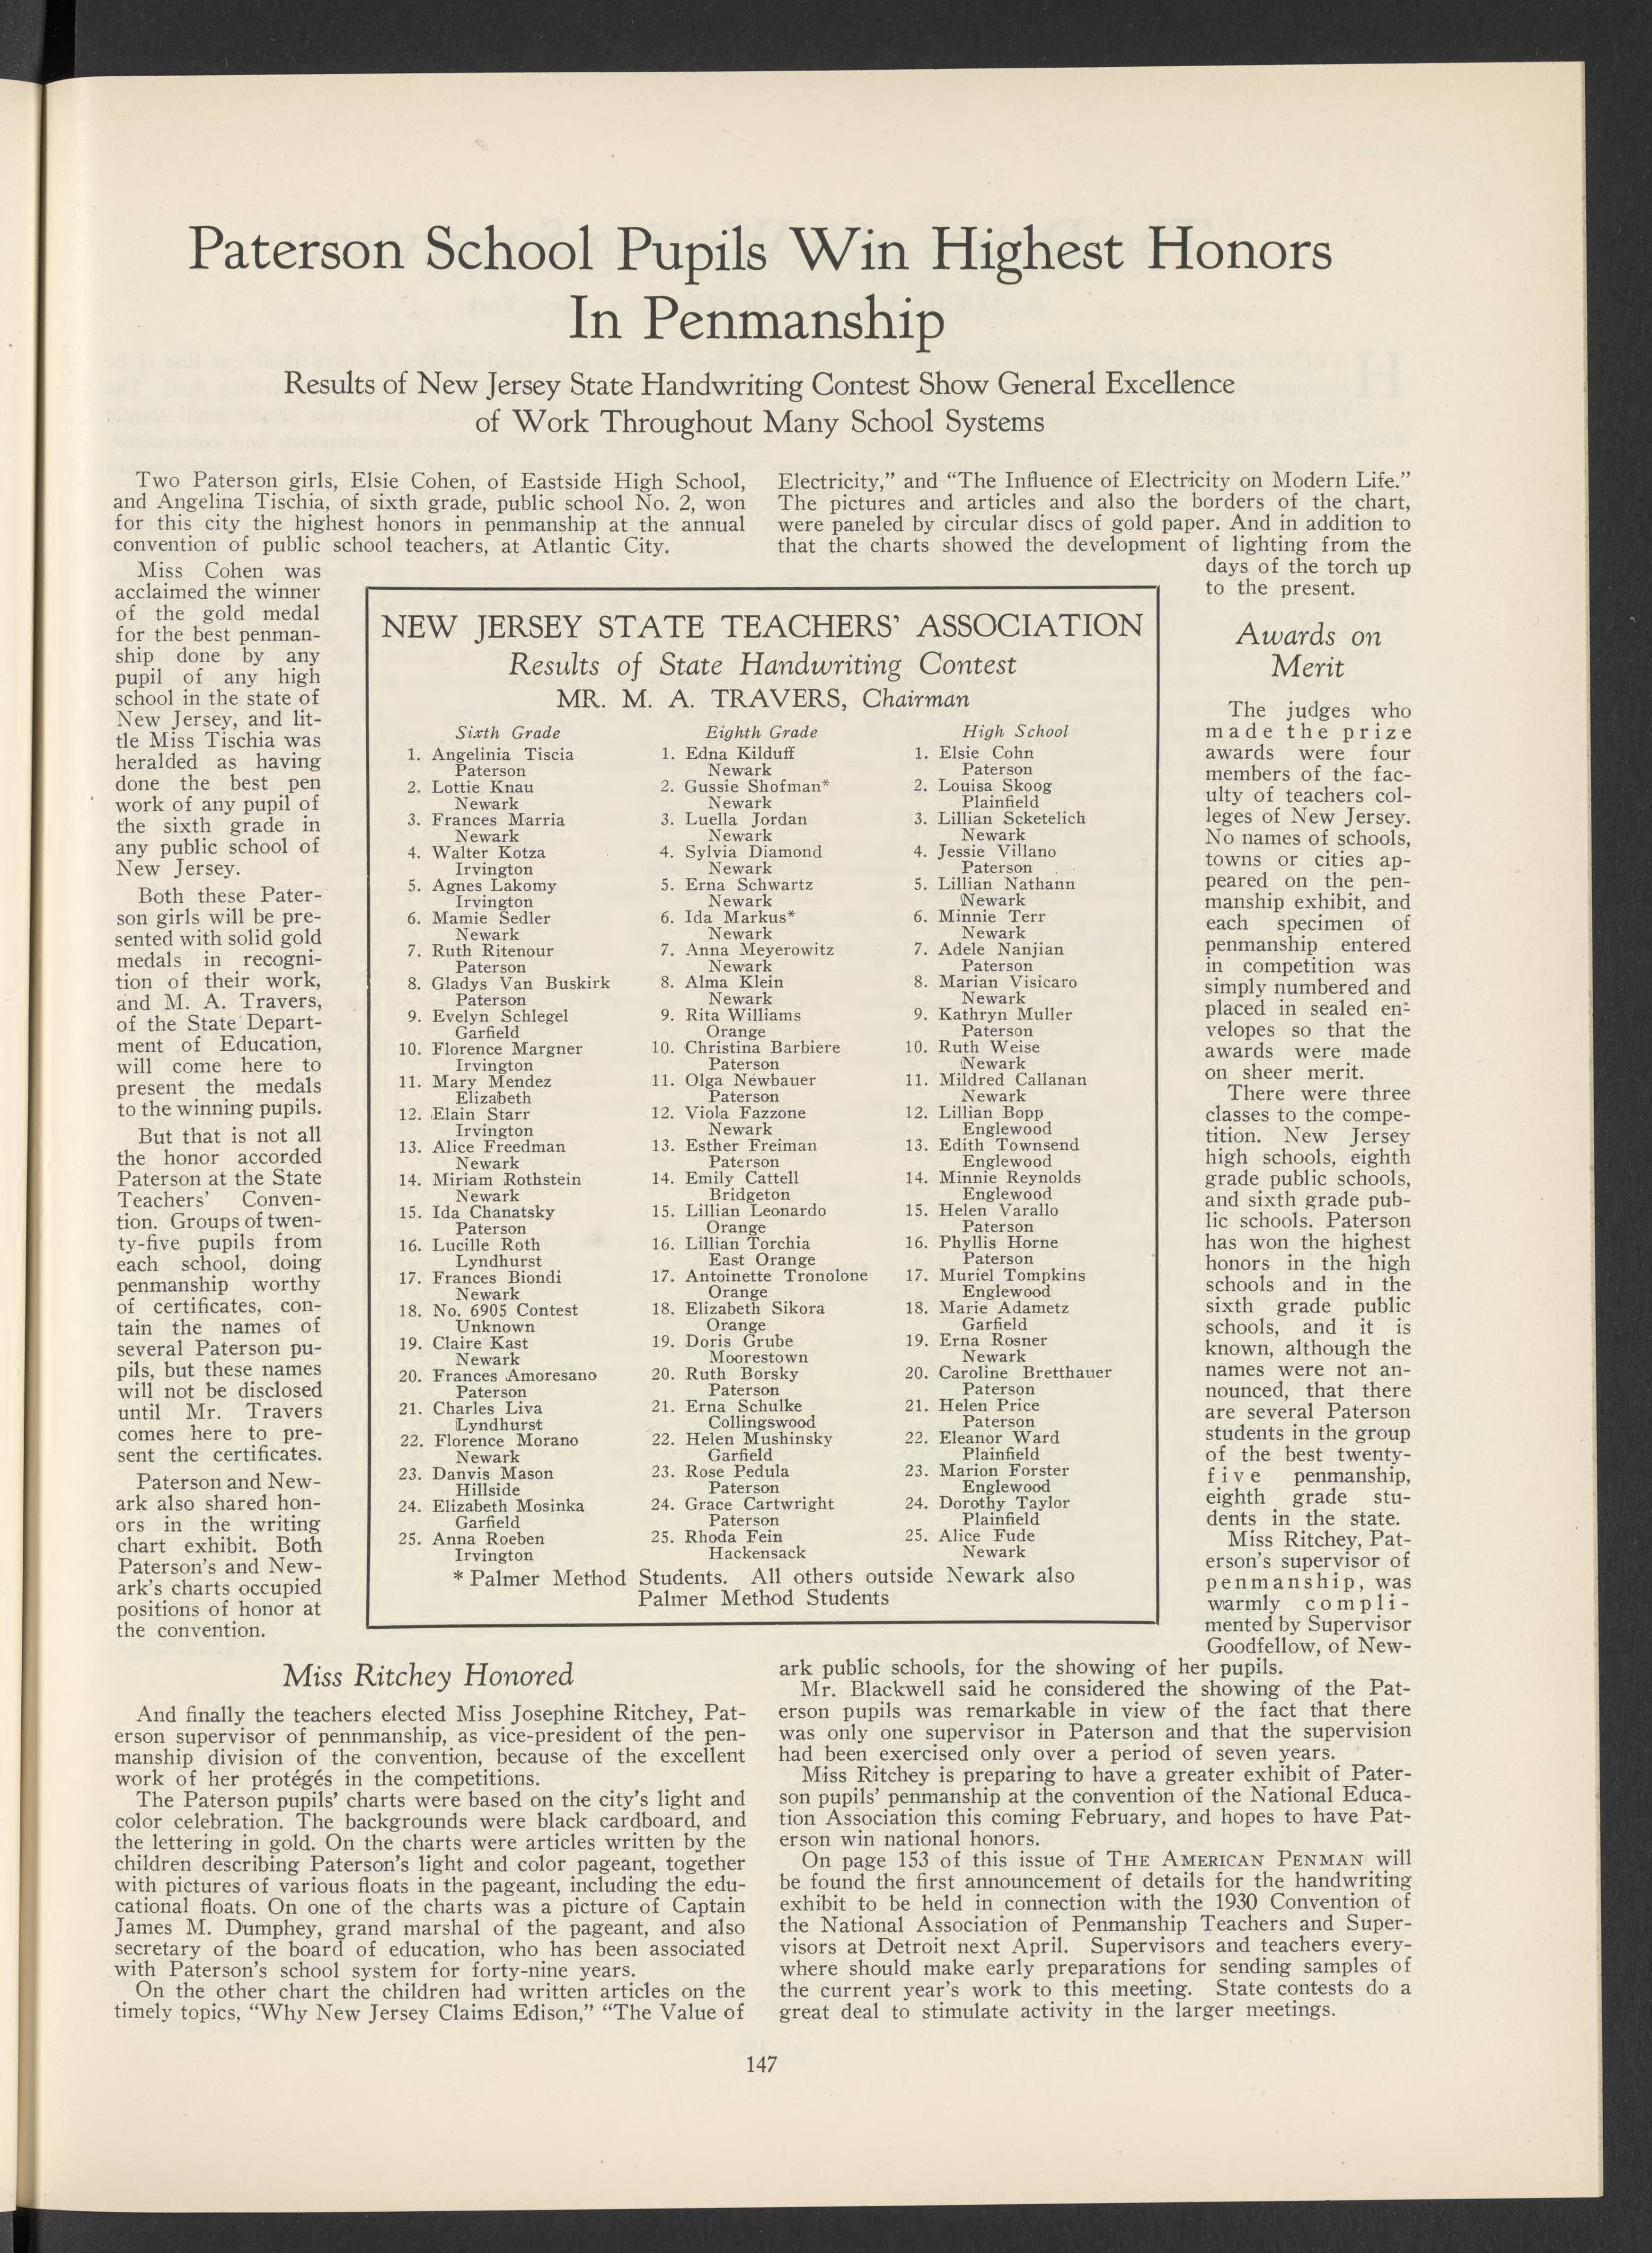 Paterson School Pupils Win Highest Honors
In Penmanship
Results of New Jersey State Handwriting Contest Show General Excellence
of Work Throughout Many School Systems
Two Paterson girls, Elsie Cohen, of Eastside High School,
and Angelina Tischia, of sixth grade, public school No. 2, won
for this city the highest honors in penmanship at the annual
convention of public school teachers, at Atlantic City.
Miss Cohen was
acclaimed the winner
of the gold medal
for the best penman-
ship done by any
pupil of any high
school in the state of
New Jersey, and lit-
tle Miss Tischia was
heralded as having
done the best pen
work of any pupil of
the sixth grade in
any public school of
New Jersey.
Both these Pater-
son girls will be pre-
sented with solid gold
medals in recogni-
tion of their work,
and M. A. Travers,
of the State Depart-
ment of Education,
will come here to
present the medals
to the winning pupils.
But that is not all
the honor accorded
Paterson at the State
Teachers' Conven-
tion. Groups of twen-
ty-five pupils from
each school, doing
penmanship worthy
of certificates, con-
tain the names of
several Paterson pu-
pils, but these names
will not be disclosed
until Mr. Travers
comes here to pre-
sent the certificates.
Paterson and New-
ark also shared hon-
ors in the writing
chart exhibit. Both
Paterson's and New-
ark's charts occupied
positions of honor at
the convention.
Miss Ritchey Honored
And finally the teachers elected Miss Josephine Ritchey, Pat-
erson supervisor of pennmanship, as vice-president of the pen-
manship division of the convention, because of the excellent
work of her protégés in the competitions.
The Paterson pupils' charts were based on the city's light and
color celebration. The backgrounds were black cardboard, and
the lettering in gold. On the charts were articles written by the
children describing Paterson's light and color pageant, together
with pictures of various floats in the pageant, including the edu-
cational floats. On one of the charts was a picture of Captain
James M. Dumphey, grand marshal of the pageant, and also
secretary of the board of education, who has been associated
with Paterson's school system for forty-nine years.
On the other chart the children had written articles on the
timely topics, "Why New Jersey Claims Edison," "The Value of
Electricity," and "The Influence of Electricity on Modern Life."
The pictures and articles and also the borders of the chart,
were paneled by circular discs of gold paper. And in addition to
that the charts showed the development of lighting from the
days of the torch up
to the present.
NEW JERSEY STATE TEACHERS' ASSOCIATION
Results of State Handwriting Contest
MR. M. A. TRAVERS, Chairman
Sixth Grade
1. Angelinia Tiscia
Paterson
2. Lottie Knau
Newark
3. Frances Marria
Newark
4. Walter Kotza
Irvington
5. Agnes Lakomy
Irvington
6. Mamie Sedler
Newark
7. Ruth Ritenour
Paterson
8. Gladys Van Buskirk
Paterson
9. Evelyn Schlegel
Garfield
10. Florence Margner
Irvington
11. Mary Mendez
Elizabeth
12. Elain Starr
Irvington
13. Alice Freedman
Newark
14. Miriam Rothstein
Newark
15. Ida Chanatsky
Paterson
16. Lucille Roth
Lyndhurst
17. Frances Biondi
Newark
18. No. 6905 Contest
Unknown
19. Claire Kast
Newark
20. Frances Amoresano
Paterson
21. Charles Liva
Lyndhurst
22. Florence Morano
Newark
23. Danvis Mason
Hillside
24. Elizabeth Mosinka
Garfield
25. Anna Roeben
Irvington
Eighth Grade
1. Edna Kilduff
Newark
2. Gussie Shofman*
Newark
3. Luella Jordan
Newark
4. Sylvia Diamond
Newark
5. Erna Schwartz
Newark
6. Ida Markus*
Newark
7. Anna Meyerowitz
Newark
8. Alma Klein
Newark
9. Rita Williams
Orange
10. Christina Barbiere
Paterson
11. Olga Newbauer
Paterson
12. Viola Fazzone
Newark
13. Esther Freiman
Paterson
14. Emily Cattell
Bridgeton
15. Lillian Leonardo
Orange
16. Lillian Torchia
East Orange
17. Antoinette Tronolone
Orange
18. Elizabeth Sikora
Orange
19. Doris Grube
Moorestown
20. Ruth Borsky
Paterson
21. Erna Schulke
Collingswood
22. Helen Mushinsky
Garfield
23. Rose Pedula
Paterson
24. Grace Cartwright
Paterson
25. Rhoda Fein
Hackensack
High School
1. Elsie Cohn
Paterson
2. Louisa Skoog
Plainfield
3. Lillian Scketelich
Newark
4. Jessie Villano
Paterson
5. Lillian Nathann
Newark
6. Minnie Terr
Newark
7. Adele Nanjian
Paterson
8. Marian Visicaro
Newark
9. Kathryn Muller
Paterson
10. Ruth Weise
Newark
11. Mildred Callanan
Newark
12. Lillian Bopp
Englewood
13. Edith Townsend
Englewood
14. Minnie Reynolds
Englewood
15. Helen Varallo
Paterson
16. Phyllis Horne
Paterson
17. Muriel Tompkins
Englewood
18. Marie Adametz
Garfield
19. Erna Rosner
Newark
20. Caroline Bretthauer
Paterson
21. Helen Price
Paterson
22. Eleanor Ward
Plainfield
23. Marion Forster
Englewood
24. Dorothy Taylor
Plainfield
25. Alice Fude
Newark
* Palmer Method Students. All others outside Newark also
Palmer Method Students
Awards on
Merit
The judges who
made the prize
awards were four
members of the fac-
ulty of teachers col-
leges of New Jersey.
No names of schools,
towns or cities ap-
peared on the pen-
manship exhibit, and
each specimen of
penmanship entered
in competition was
simply numbered and
placed in sealed en-
velopes so that the
awards were made
on sheer merit.
There were three
classes to the compe-
tition. New Jersey
high schools, eighth
grade public schools,
and sixth grade pub-
lic schools. Paterson
has won the highest
honors in the high
schools and in the
sixth grade public
schools, and it is
known, although the
names were not an-
nounced, that there
are several Paterson
students in the group
of the best twenty-
five penmanship,
eighth grade stu-
dents in the state.
Miss Ritchey, Pat-
erson's supervisor of
penmanship, was
warmly compli-
mented by Supervisor
Goodfellow, of New-
ark public schools, for the showing of her pupils.
Mr. Blackwell said he considered the showing of the Pat-
erson pupils was remarkable in view of the fact that there
was only one supervisor in Paterson and that the supervision
had been exercised only over a period of seven years.
Miss Ritchey is preparing to have a greater exhibit of Pater-
son pupils' penmanship at the convention of the National Educa-
tion Association this coming February, and hopes to have Pat-
erson win national honors.
On page 153 of this issue of THE AMERICAN PENMAN will
be found the first announcement of details for the handwriting
exhibit to be held in connection with the 1930 Convention of
the National Association of Penmanship Teachers and Super-
visors at Detroit next April. Supervisors and teachers every-
where should make early preparations for sending samples of
the current year's work to this meeting. State contests do a
great deal to stimulate activity in the larger meetings.
147